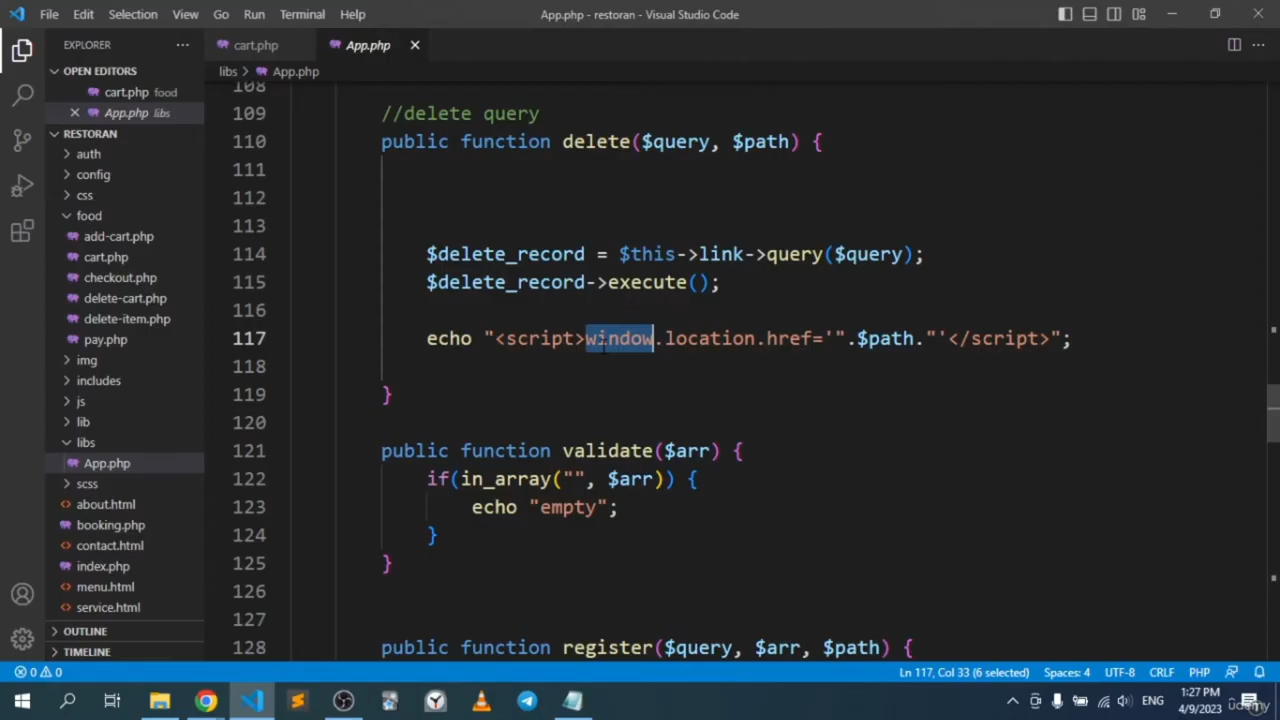 File Edit Selection View Go Run Terminal Help App.php - restoran - Visual Studio Code
EXPLORER
cart.php App.php
OPEN EDITORS
libs App.php
cart.php food
App.php libs
RESTORAN
auth
config
css
food
add-cart.php
cart.php
checkout.php
delete-cart.php
delete-item.php
pay.php
img
includes
js
lib
libs
App.php
scss
about.html
booking.php
contact.html
index.php
menu.html
service.html
OUTLINE
TIMELINE
108
109 //delete query
110 public function delete($query, $path) {
111
112
113
114 $delete_record = $this->link->query($query);
115 $delete_record->execute();
116
117 echo "<script>window.location.href='".$path."'</script>";
118
119 }
120
121 public function validate($arr) {
122 if(in_array("", $arr)) {
123 echo "empty";
124 }
125 }
126
127
128 public function register($query, $arr, $path) {
0 0 Ln 117, Col 33 (6 selected) Spaces: 4 UTF-8 CRLF PHP
ENG 1:27 PM
4/9/2023
udemy